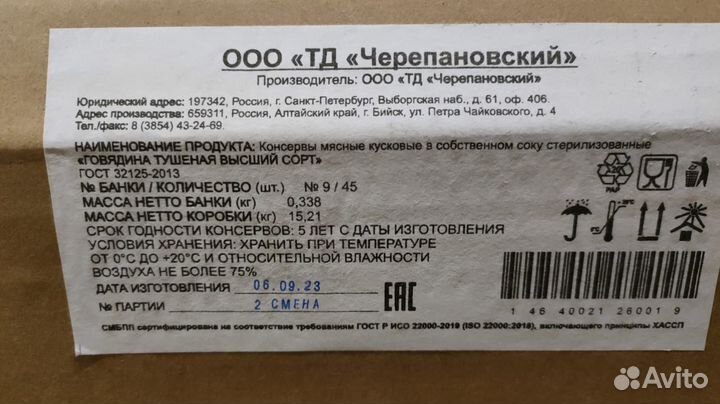 ООО «ТД «Черепановский»
Производитель: ООО «ТД «Черепановский»
Юридический адрес: 197342, Россия, г. Санкт-Петербург, Выборгская наб., д. 61, оф. 406.
Адрес производства: 659311, Россия, Алтайский край, г. Бийск, ул. Петра Чайковского, д. 4
Тел./факс: 8 (3854) 43-24-69.
НАИМЕНОВАНИЕ ПРОДУКТА: Консервы мясные кусковые в собственном соку стерилизованные
«ГОВЯДИНА ТУШЕНАЯ ВЫСШИЙ СОРТ»
ГОСТ 32125-2013
№ БАНКИ / КОЛИЧЕСТВО (шт.) № 9 / 45
МАССА НЕТТО БАНКИ (кг) 0,338
МАССА НЕТТО КОРОБКИ (кг) 15,21
СРОК ГОДНОСТИ КОНСЕРВОВ: 5 ЛЕТ С ДАТЫ ИЗГОТОВЛЕНИЯ
УСЛОВИЯ ХРАНЕНИЯ: ХРАНИТЬ ПРИ ТЕМПЕРАТУРЕ
ОТ 0°С ДО +20°С И ОТНОСИТЕЛЬНОЙ ВЛАЖНОСТИ
ВОЗДУХА НЕ БОЛЕЕ 75%
ДАТА ИЗГОТОВЛЕНИЯ 06.09.23
№ ПАРТИИ 2 СМЕНА
EAC
PAP
1 46 40021 26001 9
СМБПП сертифицирована на соответствие требованиям ГОСТ Р ИСО 22000-2019 (ISO 22000:2018), включающего принципы ХАССП
Avito